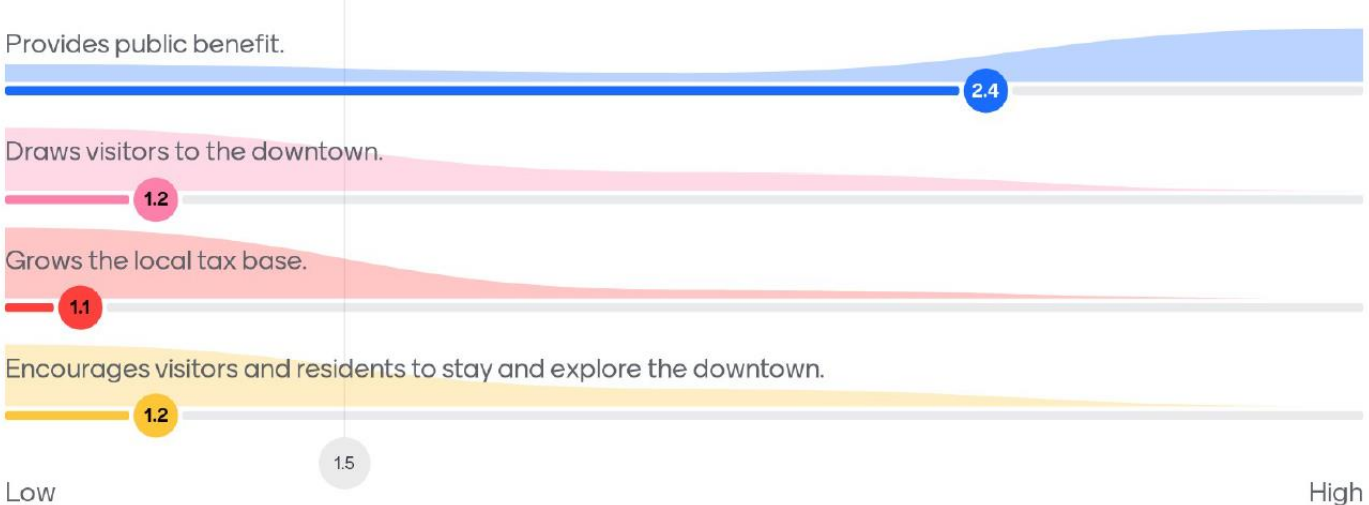 Provides public benefit.
2.4
Draws visitors to the downtown.
1.2
Grows the local tax base.
1.1
Encourages visitors and residents to stay and explore the downtown.
1.2
1.5
Low High